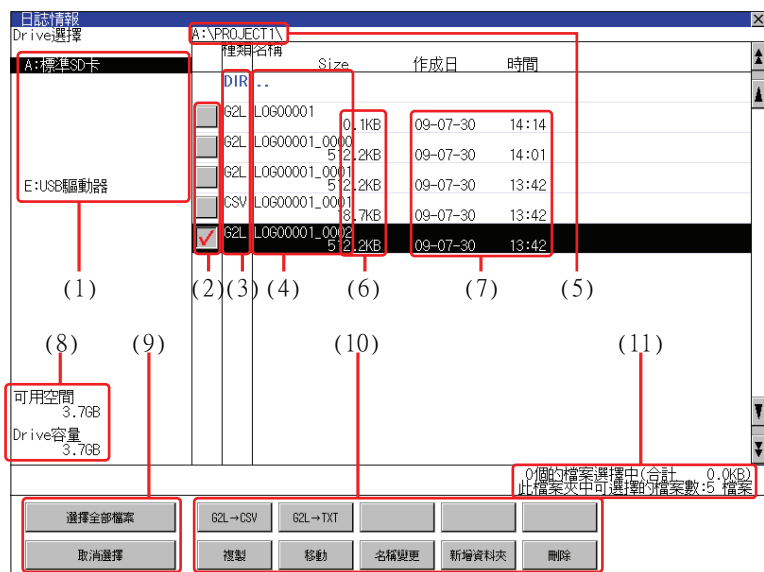 日誌情報
Drive選擇 A:\PROJECT1\
種類 名稱
Size 作成日 時間
A:標準SD卡
DIR ..
G2L LOG00001
0.1KB 09-07-30 14:14
G2L LOG00001_0000
512.2KB 09-07-30 14:01
G2L LOG00001_0001
512.2KB 09-07-30 13:42
E:USB驅動器
CSV LOG00001_0001
18.7KB 09-07-30 13:42
G2L LOG00001_0002
512.2KB 09-07-30 13:42
(1) (2) (3) (4) (6) (7) (5)
(8) (9) (10) (11)
可用空間
3.7GB
Drive容量
3.7GB
0個的檔案選擇中(合計 0.0KB)
此檔案夾中可選擇的檔案數:5 檔案
選擇全部檔案 G2L→CSV G2L→TXT
取消選擇 複製 移動 名稱變更 新增資料夾 刪除